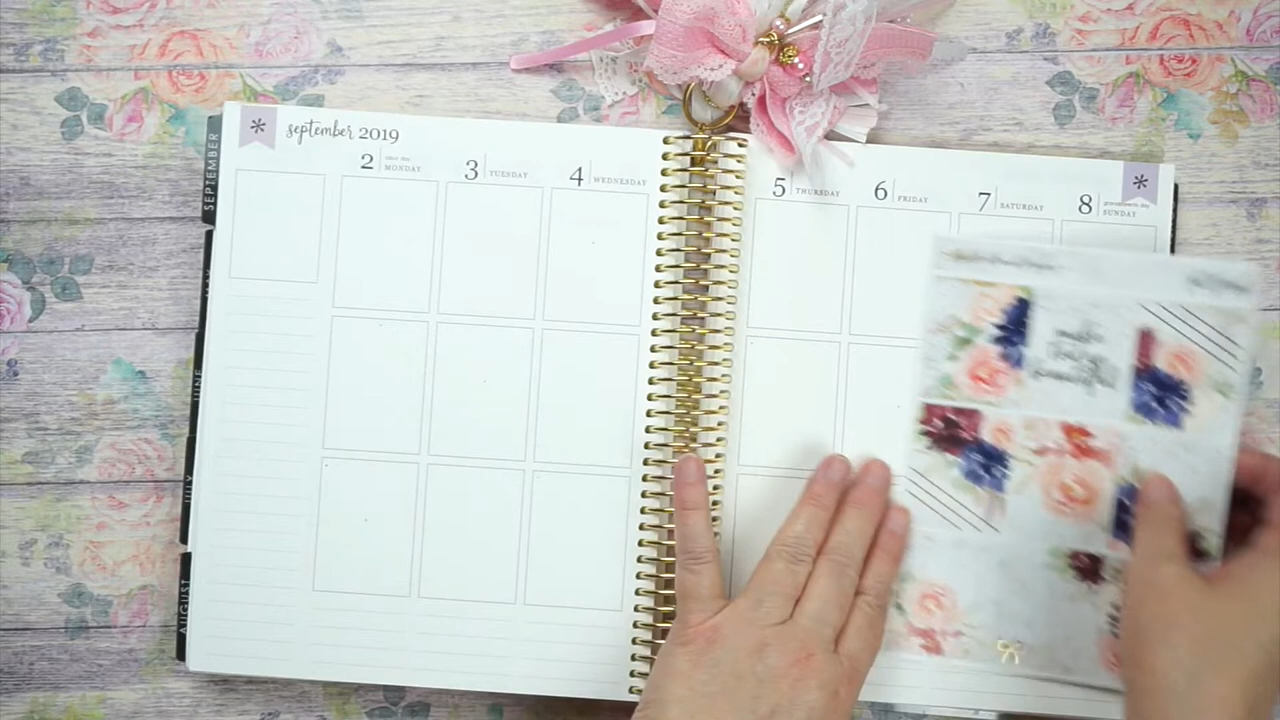 *
september 2019
2 MONDAY
3 TUESDAY
4 WEDNESDAY
5 THURSDAY
6 FRIDAY
7 SATURDAY
8 SUNDAY
*
SEPTEMBER
JUNE
JULY
AUGUST